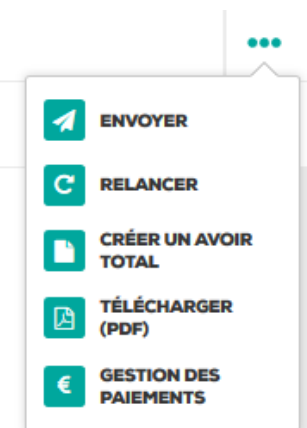 ENVOYER
RELANCER
CRÉER UN AVOIR
TOTAL
TÉLÉCHARGER
(PDF)
GESTION DES
PAIEMENTS